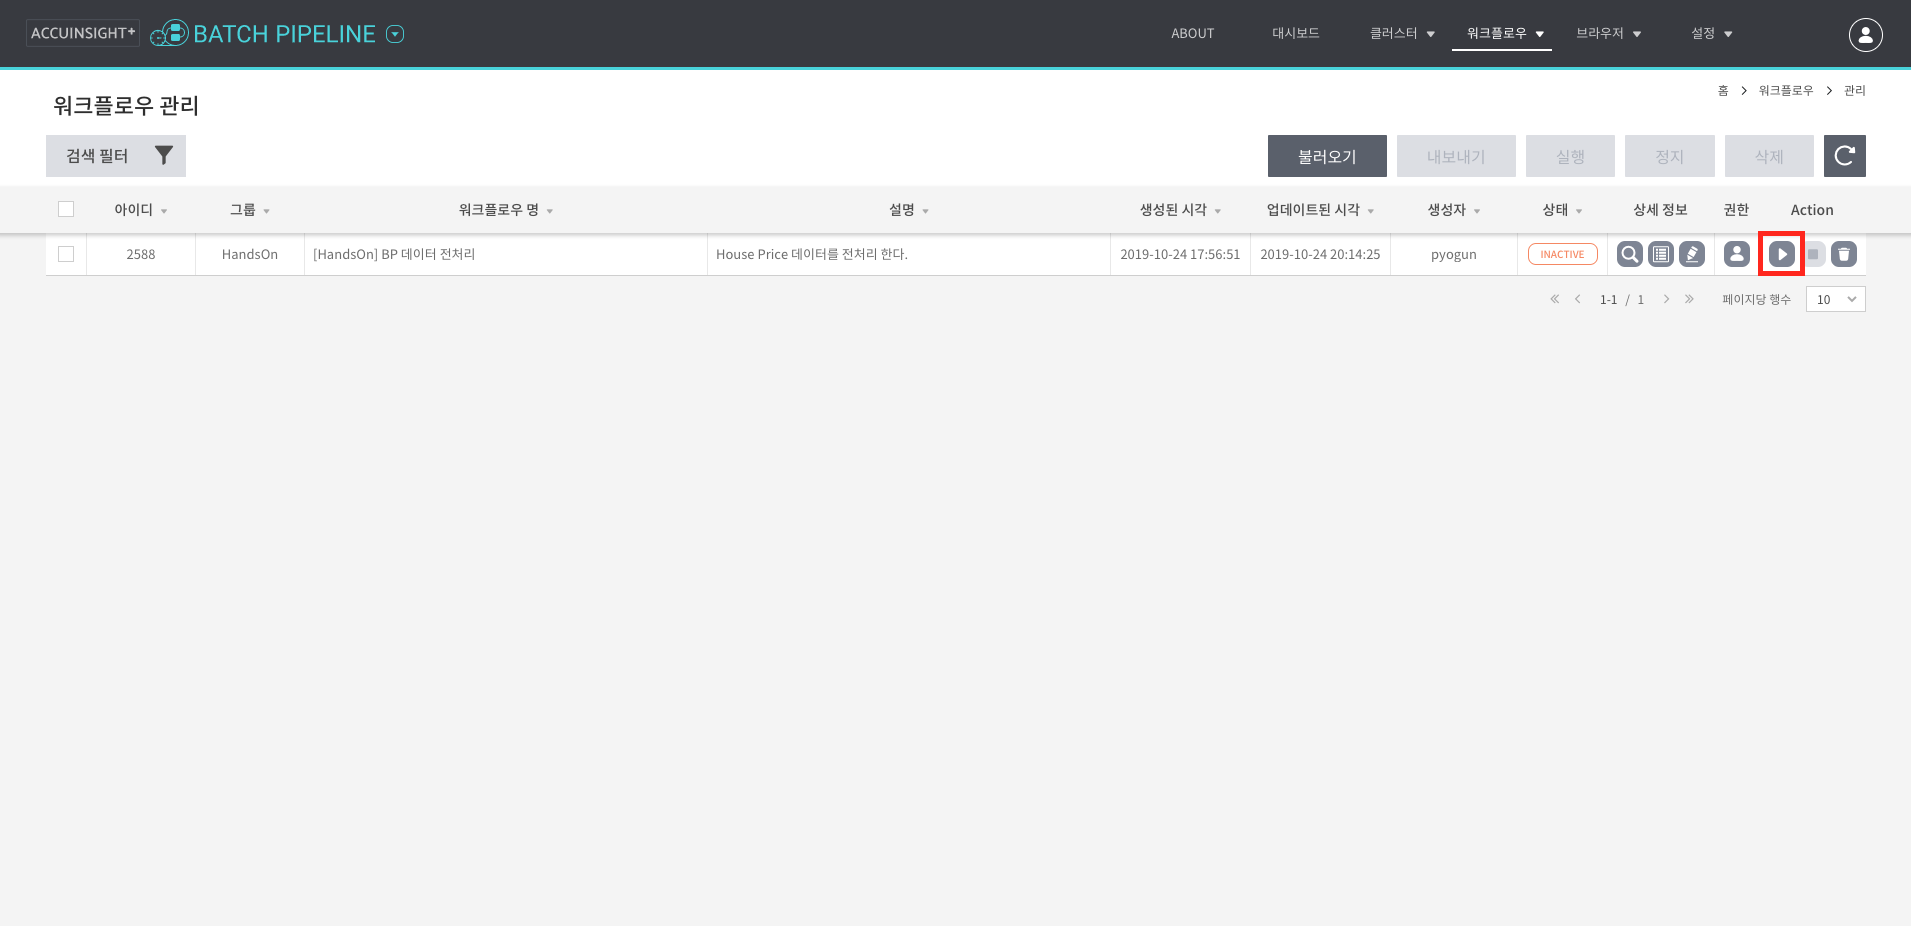 ACCUINSIGHT+ BATCH PIPELINE ABOUT 대시보드 클러스터 워크플로우 브라우저 설정
홈 > 워크플로우 > 관리
워크플로우 관리
검색 필터 불러오기 내보내기 실행 정지 삭제
아이디 그룹 워크플로우 명 설명 생성된 시각 업데이트된 시각 생성자 상태 상세 정보 권한 Action
2588 HandsOn [HandsOn] BP 데이터 전처리 House Price 데이터를 전처리 한다. 2019-10-24 17:56:51 2019-10-24 20:14:25 pyogun INACTIVE
1-1 / 1 페이지당 행수 10